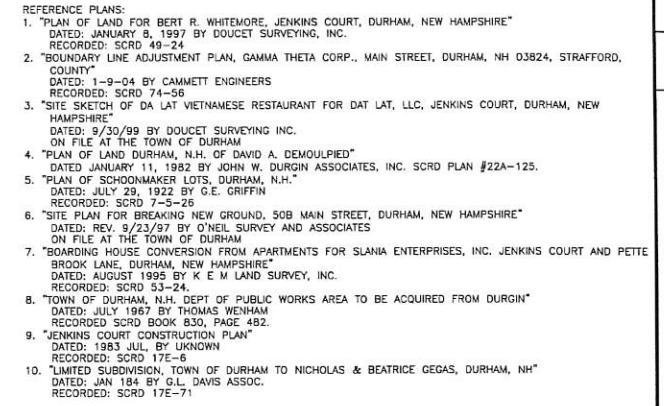 REFERENCE PLANS:
1. "PLAN OF LAND FOR BERT R. WHITEMORE, JENKINS COURT, DURHAM, NEW HAMPSHIRE"
DATED: JANUARY 8, 1997 BY DOUCET SURVEYING, INC.
RECORDED: SCRD 49-24
2. "BOUNDARY LINE ADJUSTMENT PLAN, GAMMA THETA CORP., MAIN STREET, DURHAM, NH 03824, STRAFFORD,
COUNTY"
DATED: 1-9-04 BY CAMMETT ENGINEERS
RECORDED: SCRD 74-56
3. "SITE SKETCH OF DA LAT VIETNAMESE RESTAURANT FOR DAT LAT, LLC, JENKINS COURT, DURHAM, NEW
HAMPSHIRE"
DATED: 9/30/99 BY DOUCET SURVEYING INC.
ON FILE AT THE TOWN OF DURHAM
4. "PLAN OF LAND DURHAM, N.H. OF DAVID A. DEMOULPIED"
DATED JANUARY 11, 1982 BY JOHN W. DURGIN ASSOCIATES, INC. SCRD PLAN #22A-125.
5. "PLAN OF SCHOONMAKER LOTS, DURHAM, N.H."
DATED: JULY 29, 1922 BY G.E. GRIFFIN
RECORDED: SCRD 7-5-26
6. "SITE PLAN FOR BREAKING NEW GROUND, 50B MAIN STREET, DURHAM, NEW HAMPSHIRE"
DATED: REV. 9/23/97 BY O'NEIL SURVEY AND ASSOCIATES
ON FILE AT THE TOWN OF DURHAM
7. "BOARDING HOUSE CONVERSION FROM APARTMENTS FOR SLANIA ENTERPRISES, INC. JENKINS COURT AND PETTE
BROOK LANE, DURHAM, NEW HAMPSHIRE"
DATED: AUGUST 1995 BY K E M LAND SURVEY, INC.
RECORDED: SCRD 53-24.
8. "TOWN OF DURHAM, N.H. DEPT OF PUBLIC WORKS AREA TO BE ACQUIRED FROM DURGIN"
DATED: JULY 1967 BY THOMAS WENHAM
RECORDED SCRD BOOK 830, PAGE 482.
9. "JENKINS COURT CONSTRUCTION PLAN"
DATED: 1983 JUL, BY UKNOWN
RECORDED: SCRD 17E-6
10. "LIMITED SUBDIVISION, TOWN OF DURHAM TO NICHOLAS & BEATRICE GEGAS, DURHAM, NH"
DATED: JAN 184 BY G.L. DAVIS ASSOC.
RECORDED: SCRD 17E-71